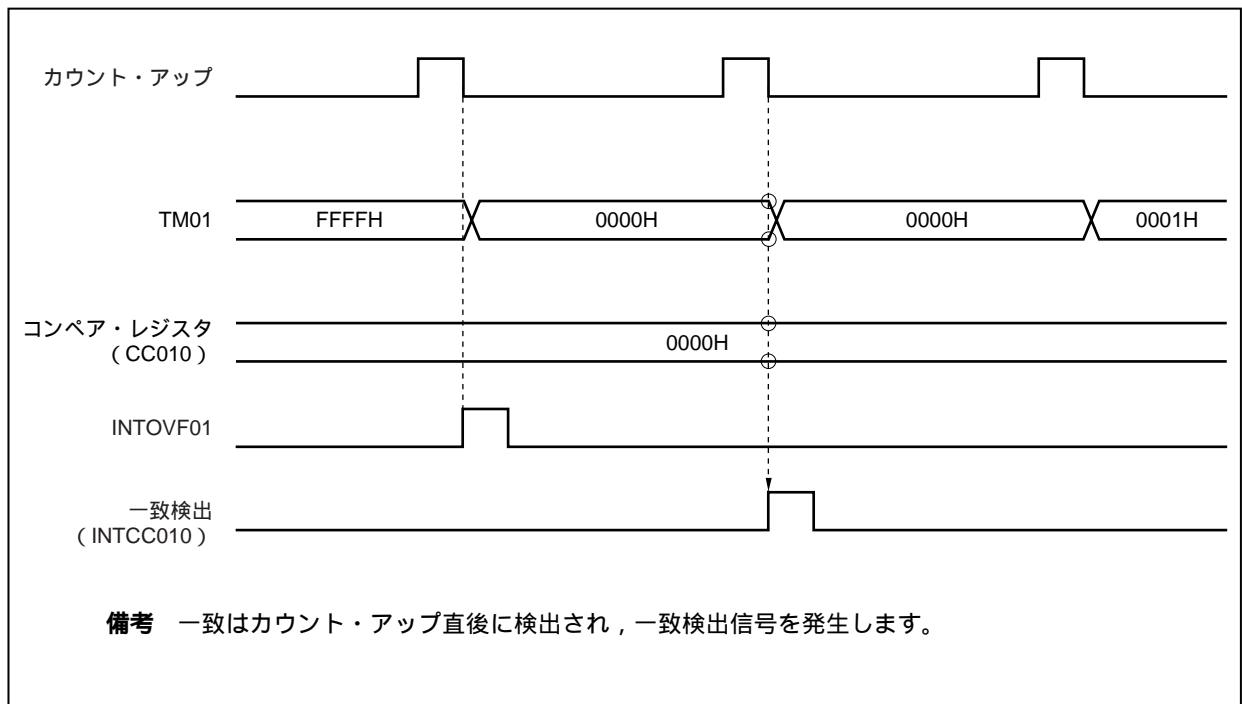 カウント・アップ
TM01
FFFFH
0000H
0000H
0001H
コンペア・レジスタ
（CC010）
0000H
INTOVF01
一致検出
（INTCC010）
備考　一致はカウント・アップ直後に検出され，一致検出信号を発生します。